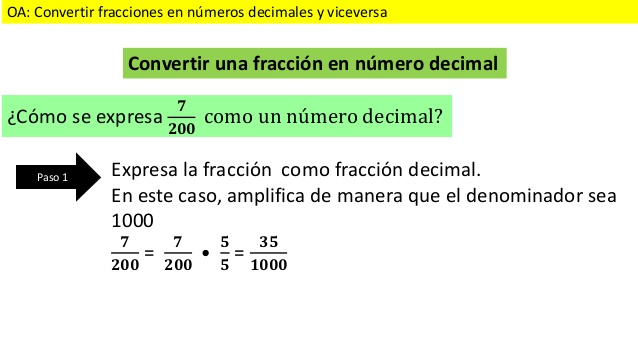 OA: Convertir fracciones en números decimales y viceversa
Convertir una fracción en número decimal
¿Cómo se expresa 7/200 como un número decimal?
Paso 1
Expresa la fracción como fracción decimal.
En este caso, amplifica de manera que el denominador sea
1000
7/200 = 7/200 • 5/5 = 35/1000